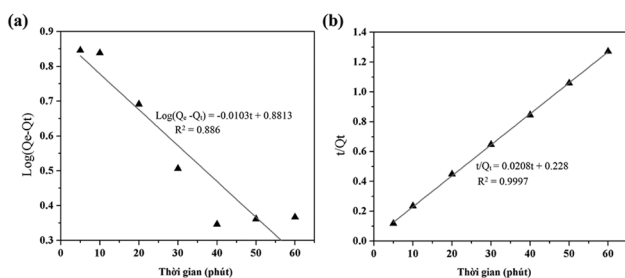 (a)
0.9
0.8
0.7
0.6
0.5
0.4
0.3
Log(Qe-Qt)
Log(Qₑ -Qₜ) = -0.0103t + 0.8813
R² = 0.886
0 10 20 30 40 50 60
Thời gian (phút)
(b)
1.4
1.2
1.0
0.8
0.6
0.4
0.2
0.0
t/Qt
t/Qₜ = 0.0208t + 0.228
R² = 0.9997
0 10 20 30 40 50 60
Thời gian (phút)